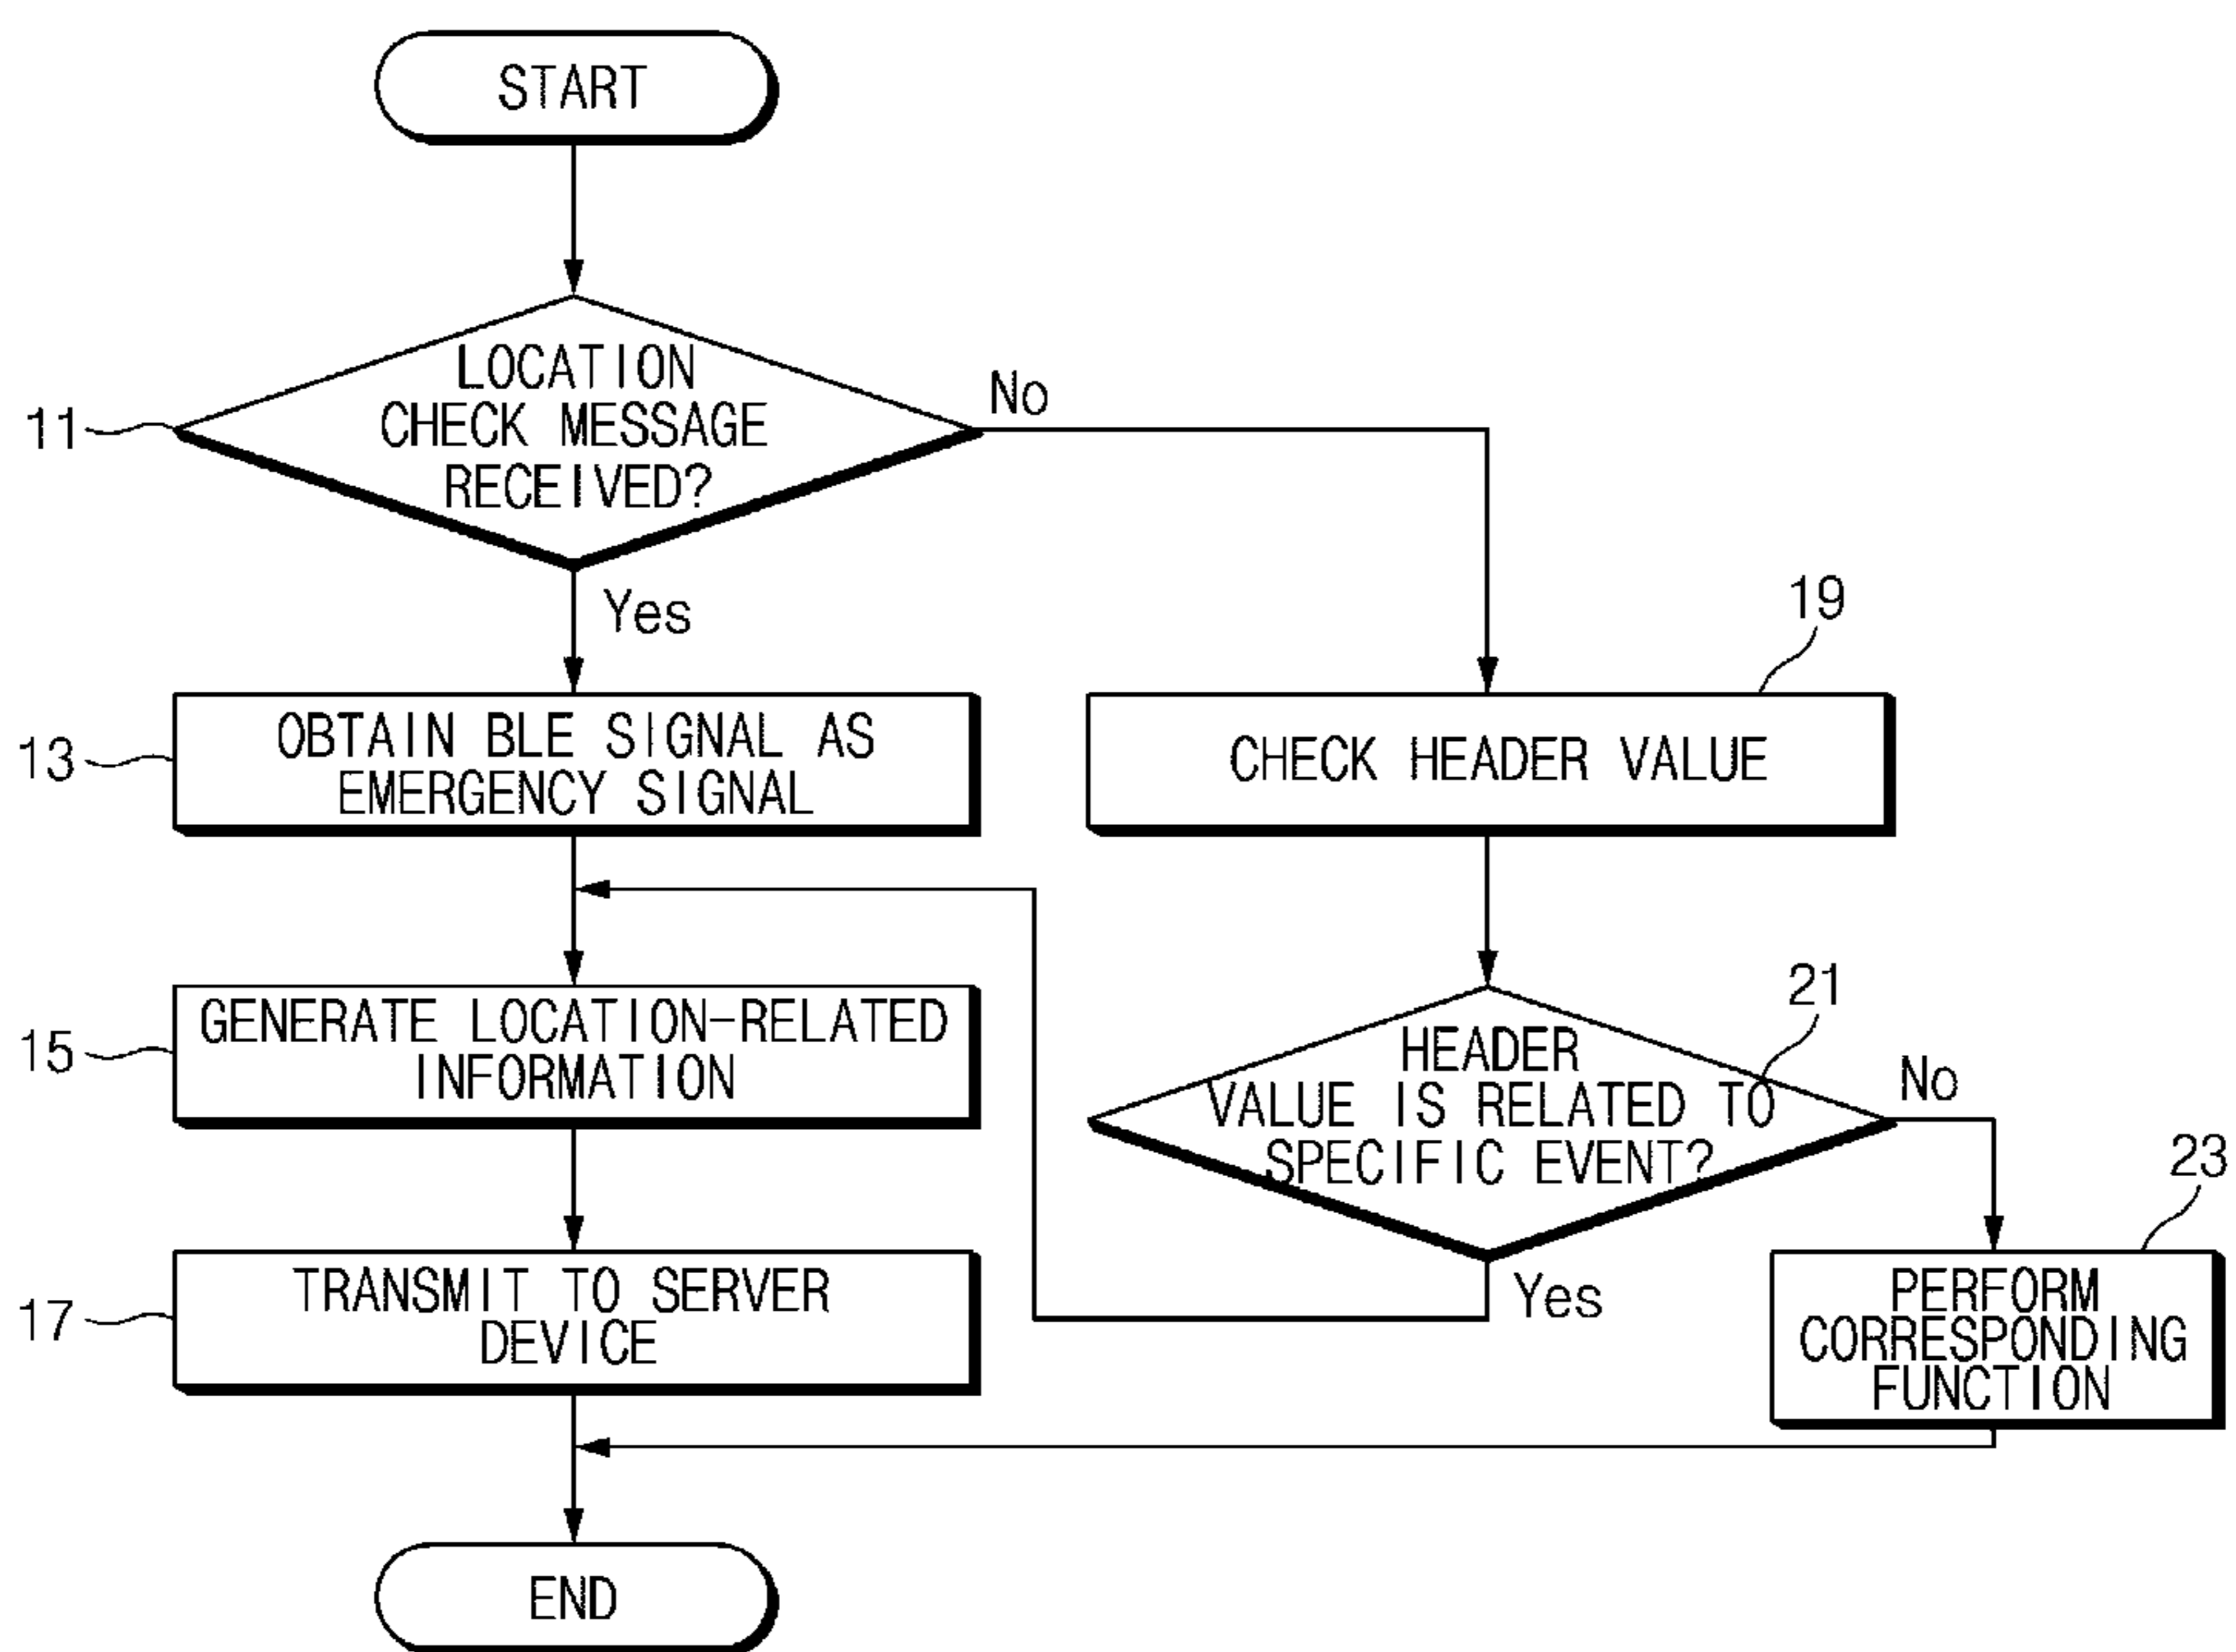 START
11
LOCATION
CHECK MESSAGE
RECEIVED?
No
Yes
13
OBTAIN BLE SIGNAL AS
EMERGENCY SIGNAL
19
CHECK HEADER VALUE
15
GENERATE LOCATION-RELATED
INFORMATION
21
HEADER
VALUE IS RELATED TO
SPECIFIC EVENT?
No
Yes
17
TRANSMIT TO SERVER
DEVICE
23
PERFORM
CORRESPONDING
FUNCTION
END